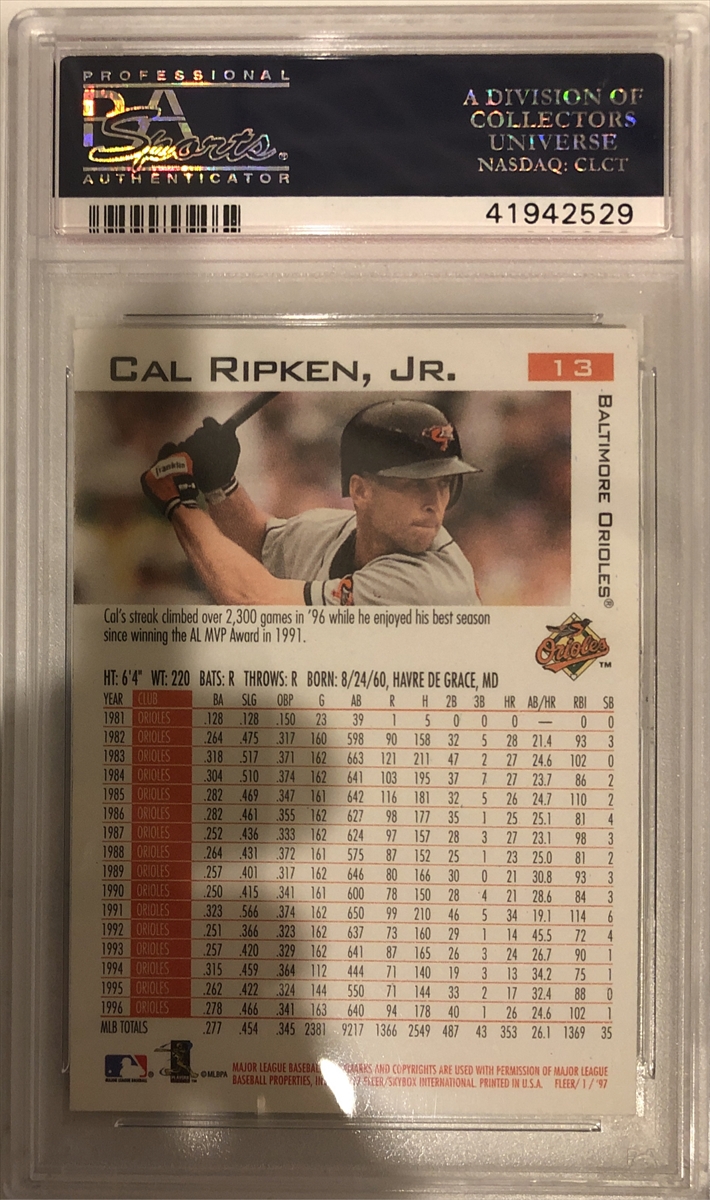 PROFESSIONAL
PSA
Sports.
AUTHENTICATOR
A DIVISION OF
COLLECTORS
UNIVERSE
NASDAQ: CLCT
41942529
CAL RIPKEN, JR.
13
BALTIMORE ORIOLES®
Franklin
Cal's streak climbed over 2,300 games in '96 while he enjoyed his best season
since winning the AL MVP Award in 1991.
Orioles
TM
HT: 6'4" WT: 220 BATS: R THROWS: R BORN: 8/24/60, HAVRE DE GRACE, MD
YEAR CLUB BA SLG OBP G AB R H 2B 3B HR AB/HR RBI SB
1981 ORIOLES .128 .128 .150 23 39 1 5 0 0 0 — 0 0
1982 ORIOLES .264 .475 .317 160 598 90 158 32 5 28 21.4 93 3
1983 ORIOLES .318 .517 .371 162 663 121 211 47 2 27 24.6 102 0
1984 ORIOLES .304 .510 .374 162 641 103 195 37 7 27 23.7 86 2
1985 ORIOLES .282 .469 .347 161 642 116 181 32 5 26 24.7 110 2
1986 ORIOLES .282 .461 .355 162 627 98 177 35 1 25 25.1 81 4
1987 ORIOLES .252 .436 .333 162 624 97 157 28 3 27 23.1 98 3
1988 ORIOLES .264 .431 .372 161 575 87 152 25 1 23 25.0 81 2
1989 ORIOLES .257 .401 .317 162 646 80 166 30 0 21 30.8 93 3
1990 ORIOLES .250 .415 .341 161 600 78 150 28 4 21 28.6 84 3
1991 ORIOLES .323 .566 .374 162 650 99 210 46 5 34 19.1 114 6
1992 ORIOLES .251 .366 .323 162 637 73 160 29 1 14 45.5 72 4
1993 ORIOLES .257 .420 .329 162 641 87 165 26 3 24 26.7 90 1
1994 ORIOLES .315 .459 .364 112 444 71 140 19 3 13 34.2 75 1
1995 ORIOLES .262 .422 .324 144 550 71 144 33 2 17 32.4 88 0
1996 ORIOLES .278 .466 .341 163 640 94 178 40 1 26 24.6 102 1
MLB TOTALS .277 .454 .345 2381 9217 1366 2549 487 43 353 26.1 1369 35
©MLBPA
MAJOR LEAGUE BASEBALL MARKS AND COPYRIGHTS ARE USED WITH PERMISSION OF MAJOR LEAGUE
BASEBALL PROPERTIES, FLEER/SKYBOX INTERNATIONAL. PRINTED IN U.S.A. FLEER/1/'97